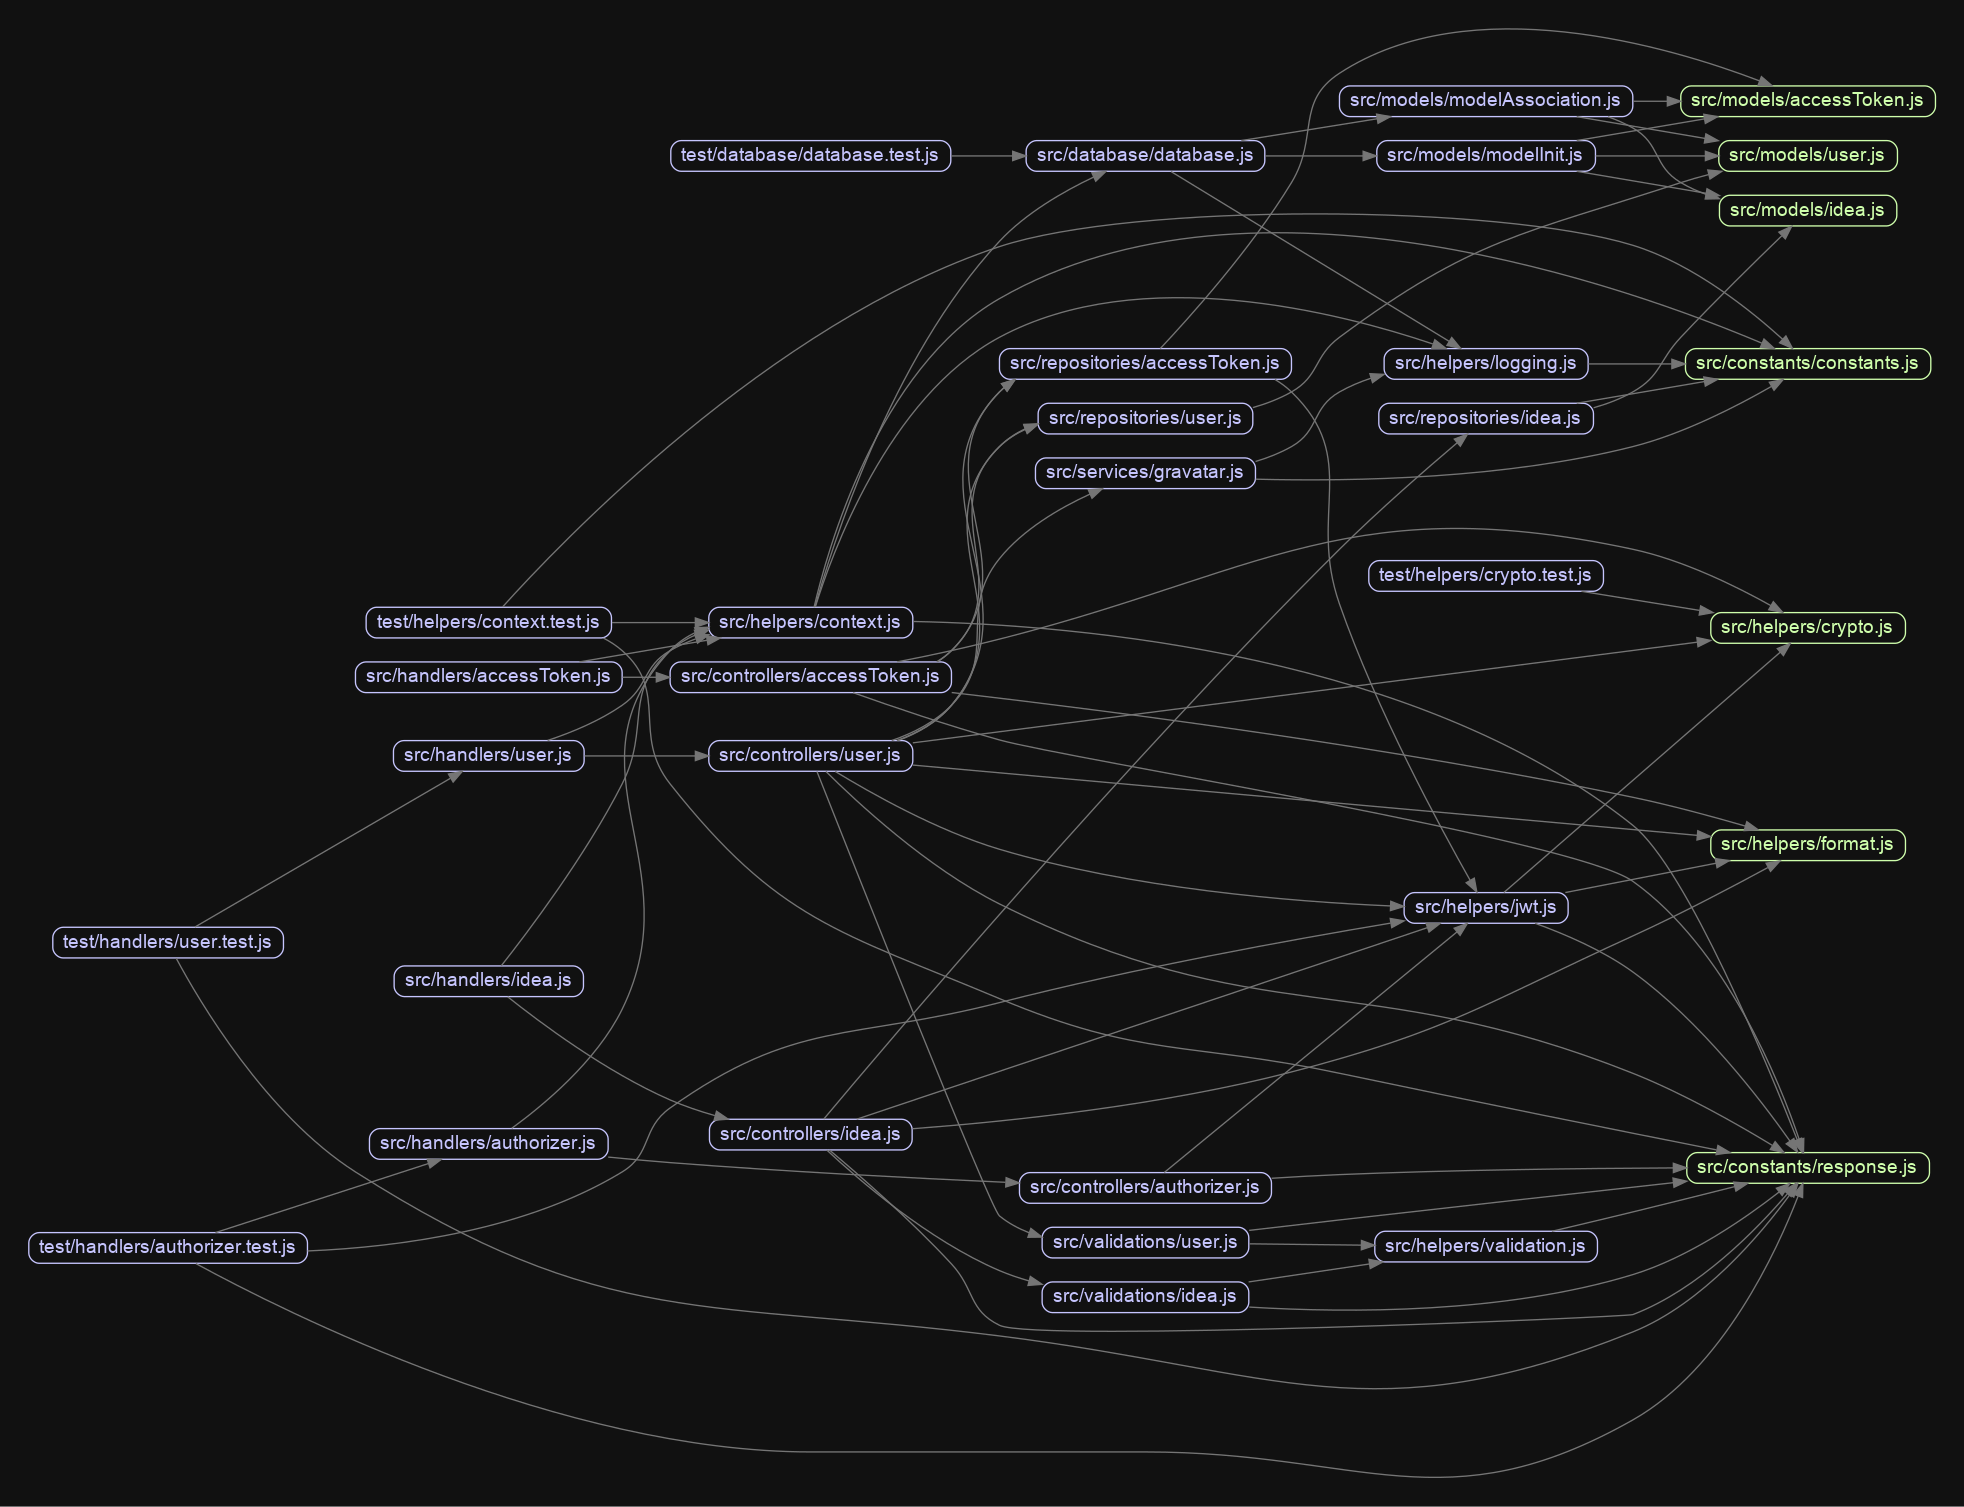 src/models/modelAssociation.js
src/models/accessToken.js
test/database/database.test.js
src/database/database.js
src/models/modelInit.js
src/models/user.js
src/models/idea.js
src/repositories/accessToken.js
src/helpers/logging.js
src/constants/constants.js
src/repositories/user.js
src/repositories/idea.js
src/services/gravatar.js
test/helpers/crypto.test.js
test/helpers/context.test.js
src/helpers/context.js
src/helpers/crypto.js
src/handlers/accessToken.js
src/controllers/accessToken.js
src/handlers/user.js
src/controllers/user.js
src/helpers/format.js
src/helpers/jwt.js
test/handlers/user.test.js
src/handlers/idea.js
src/controllers/idea.js
src/handlers/authorizer.js
src/constants/response.js
src/controllers/authorizer.js
src/validations/user.js
src/helpers/validation.js
test/handlers/authorizer.test.js
src/validations/idea.js